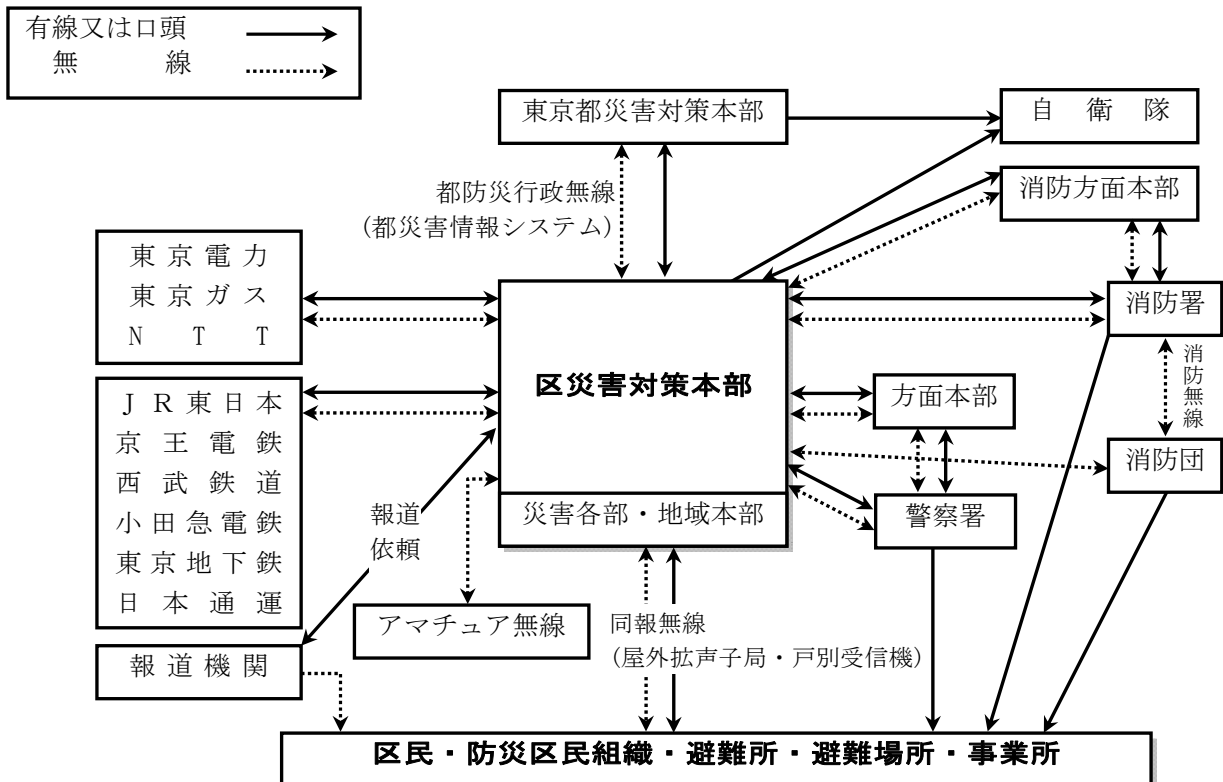 有線又は口頭
無線
東京都災害対策本部
自衛隊
消防方面本部
都防災行政無線
(都災害情報システム)
東京電力
東京ガス
NTT
消防署
消防無線
区災害対策本部
方面本部
JR東日本
京王電鉄
西武鉄道
小田急電鉄
東京地下鉄
日本通運
消防団
災害各部・地域本部
警察署
報道
依頼
アマチュア無線
同報無線
(屋外拡声子局・戸別受信機)
報道機関
区民・防災区民組織・避難所・避難場所・事業所